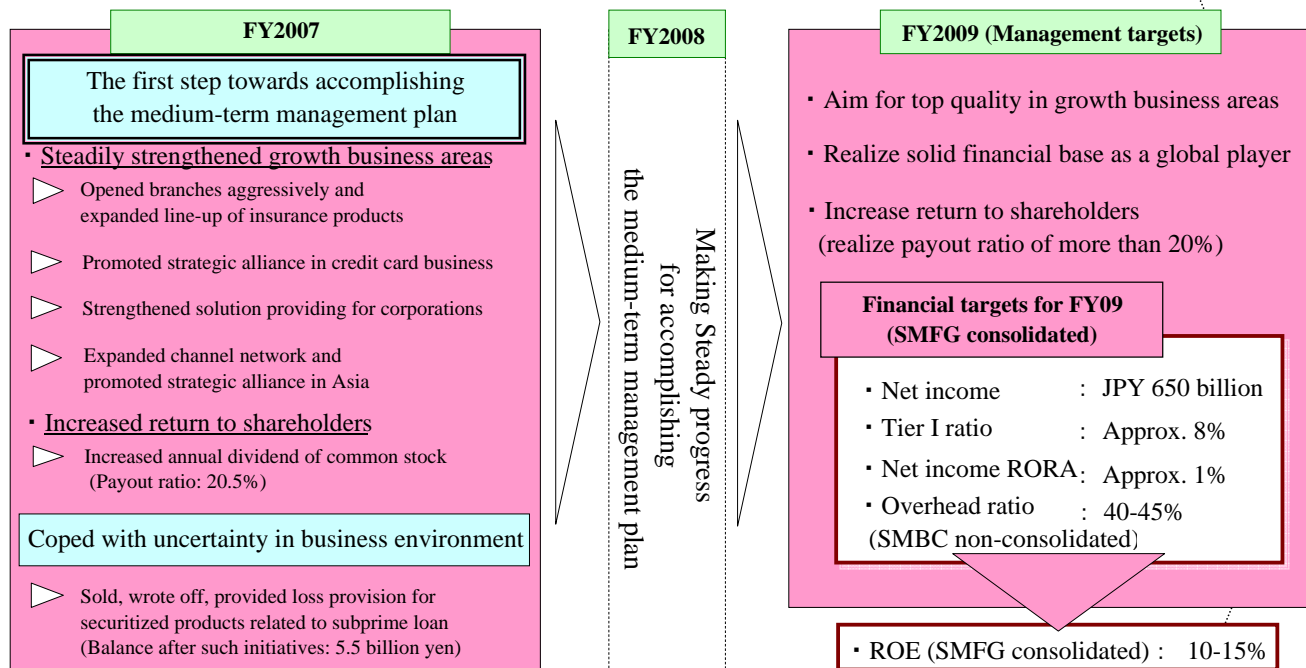 FY2007
The first step towards accomplishing
the medium-term management plan
・Steadily strengthened growth business areas
Opened branches aggressively and
expanded line-up of insurance products
Promoted strategic alliance in credit card business
Strengthened solution providing for corporations
Expanded channel network and
promoted strategic alliance in Asia
・Increased return to shareholders
Increased annual dividend of common stock
(Payout ratio: 20.5%)
Coped with uncertainty in business environment
Sold, wrote off, provided loss provision for
securitized products related to subprime loan
(Balance after such initiatives: 5.5 billion yen)
FY2008
Making Steady progress
for accomplishing
the medium-term management plan
FY2009 (Management targets)
・Aim for top quality in growth business areas
・Realize solid financial base as a global player
・Increase return to shareholders
(realize payout ratio of more than 20%)
Financial targets for FY09
(SMFG consolidated)
・Net income : JPY 650 billion
・Tier I ratio : Approx. 8%
・Net income RORA : Approx. 1%
・Overhead ratio : 40-45%
(SMBC non-consolidated)
・ROE (SMFG consolidated) : 10-15%